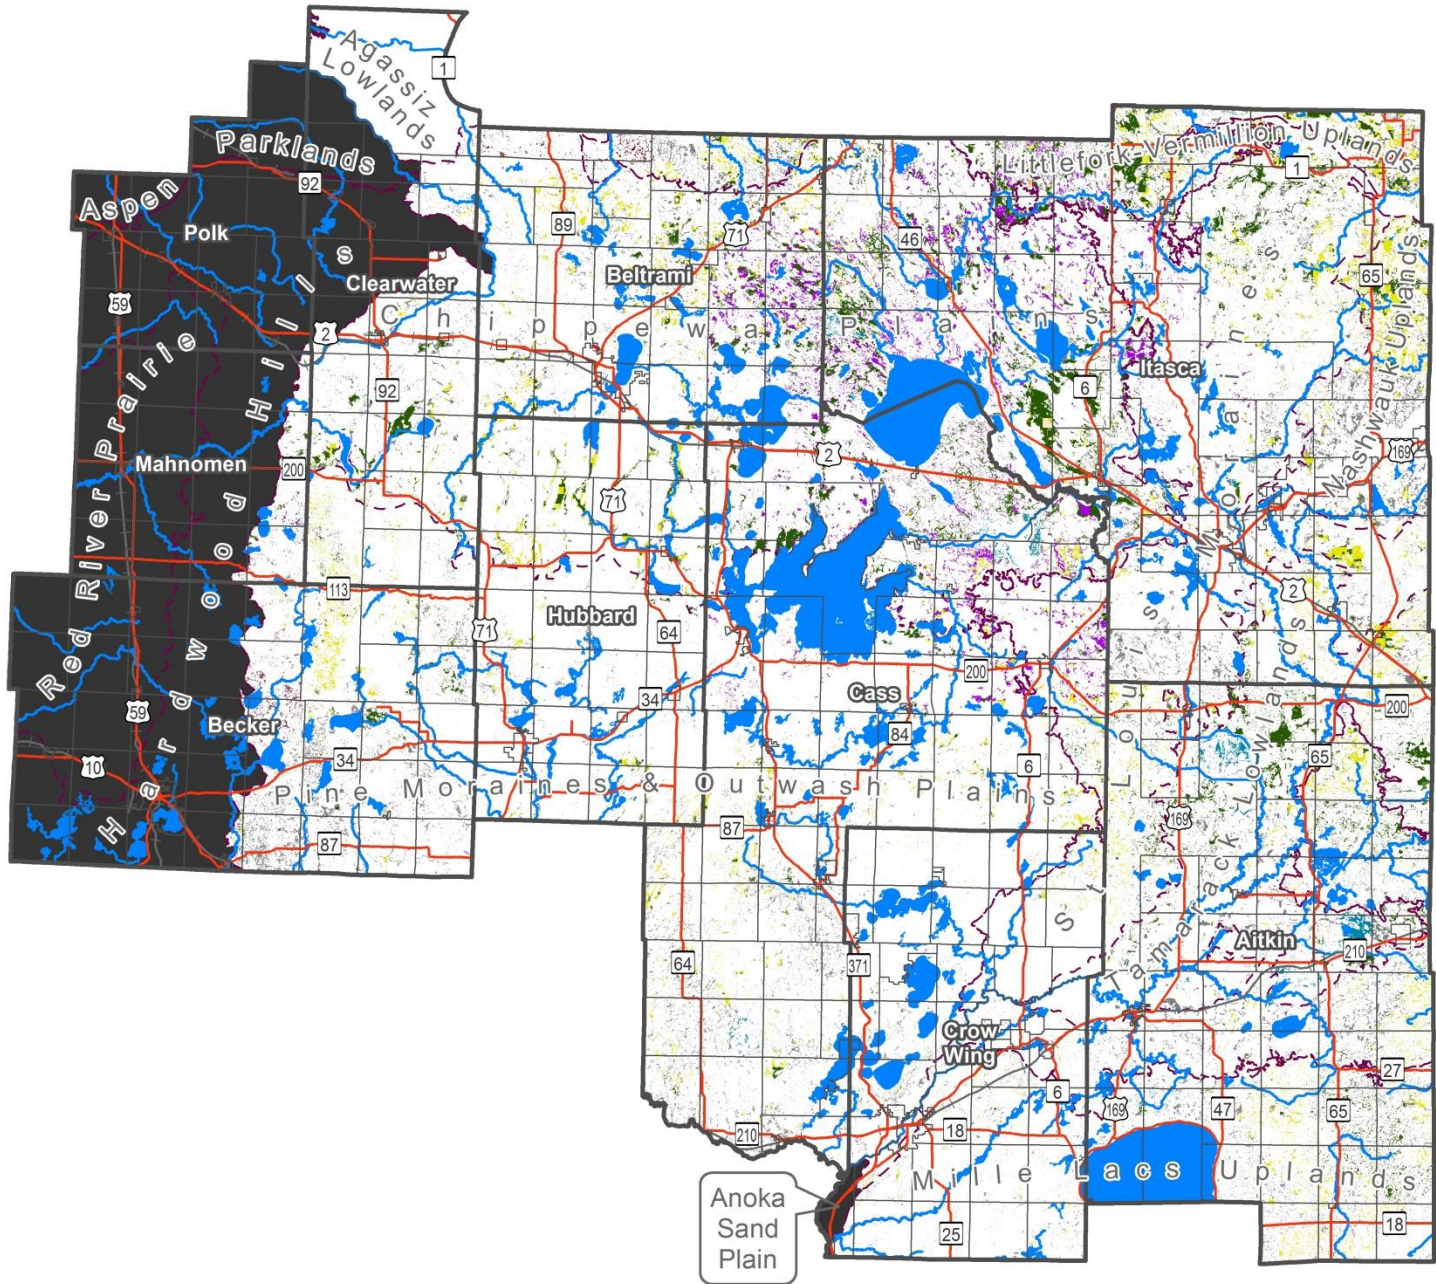 Agassiz
Lowlands
1
Aspen Parklands
92
Littlefork-Vermillion Uplands
1
Polk
89
71
46
65
59
Clearwater
Beltrami
2
Chippewa Plains
Itasca
6
92
Red River Prairie
Hardwood Hills
Mahnomen
200
2
169
Nashwauk Uplands
71
St Louis Moraines
113
2
71
Hubbard
64
34
200
Cass
84
59
Becker
10
34
6
200
65
Pine Moraines & Outwash Plains
169
87
87
Tamarack Lowlands
Aitkin
210
64
371
Crow
Wing
27
6
169
47
65
210
18
Mille Lacs Uplands
Anoka
Sand
Plain
25
18